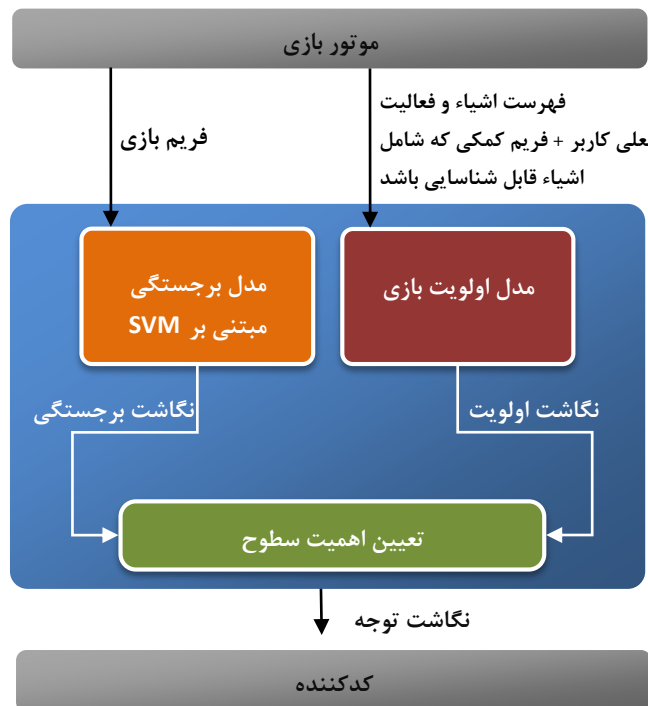 موتور بازی
فهرست اشیاء و فعالیت
علی کاربر + فریم کمکی که شامل
اشیاء قابل شناسایی باشد
فریم بازی
مدل اولویت بازی
مدل برجستگی
مبتنی بر SVM
نگاشت اولویت
نگاشت برجستگی
تعیین اهمیت سطوح
نگاشت توجه
کدکننده